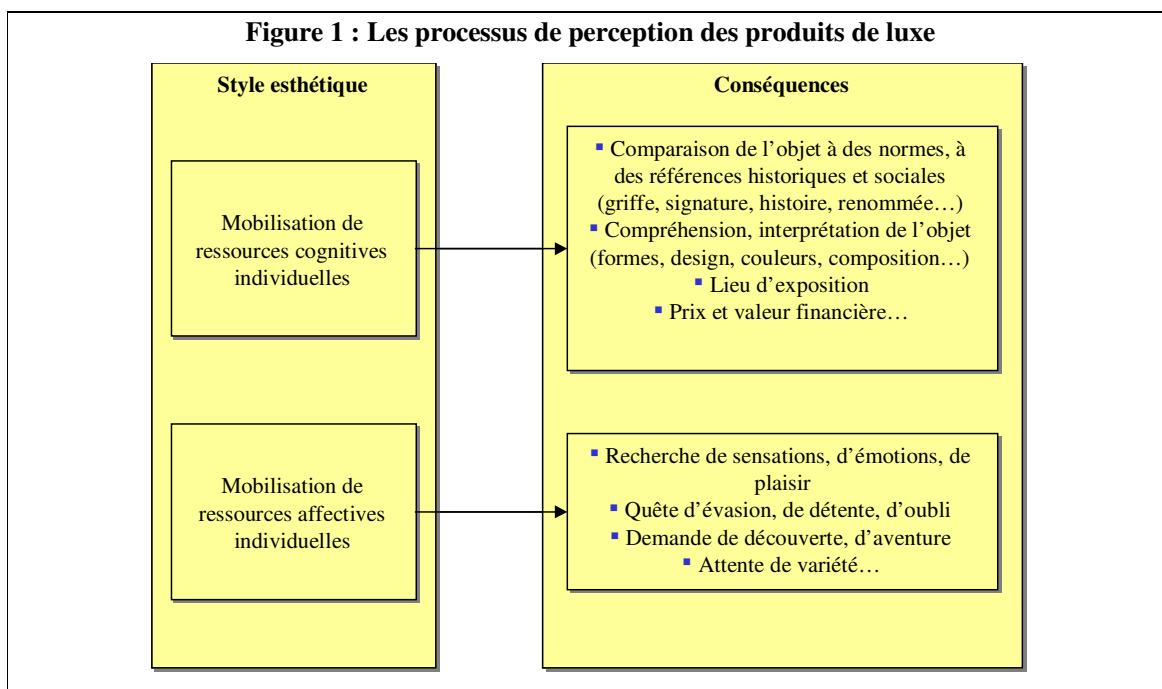 Figure 1 : Les processus de perception des produits de luxe
Style esthétique
Mobilisation de
ressources cognitives
individuelles
Mobilisation de
ressources affectives
individuelles
Conséquences
▪ Comparaison de l’objet à des normes, à
des références historiques et sociales
(griffe, signature, histoire, renommée…)
▪ Compréhension, interprétation de l’objet
(formes, design, couleurs, composition…)
▪ Lieu d’exposition
▪ Prix et valeur financière…
▪ Recherche de sensations, d’émotions, de
plaisir
▪ Quête d’évasion, de détente, d’oubli
▪ Demande de découverte, d’aventure
▪ Attente de variété…